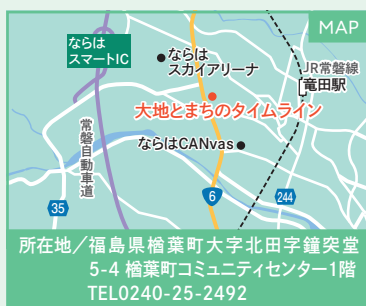 MAP
ならは
スマートIC
ならは
スカイアリーナ
JR常磐線
竜田駅
大地とまちのタイムライン
ならはCANvas
常磐自動車道
6
35
244
所在地/福島県楢葉町大字北田字鐘突堂
5-4 楢葉町コミュニティセンター1階
TEL0240-25-2492